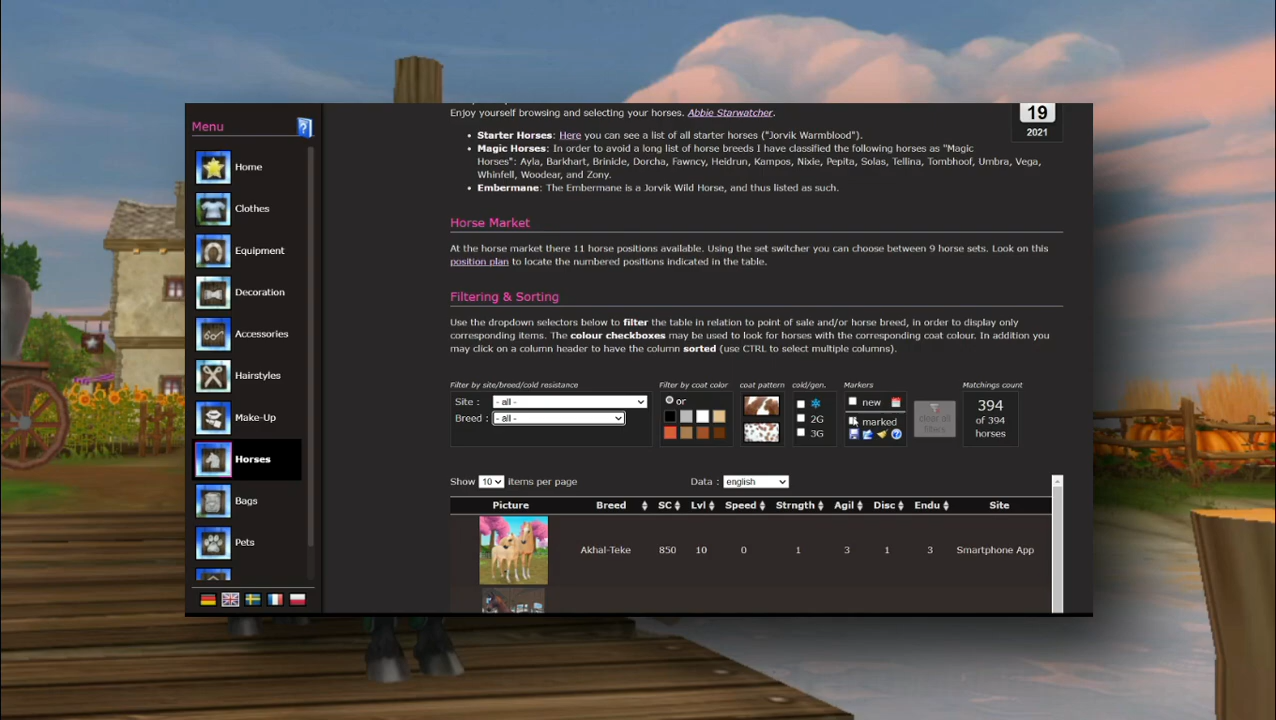 Menu
Home
Clothes
Equipment
Decoration
Accessories
Hairstyles
Make-Up
Horses
Bags
Pets
19
2021
Enjoy yourself browsing and selecting your horses. Abbie Starwatcher.
• Starter Horses: Here you can see a list of all starter horses ("Jorvik Warmblood").
• Magic Horses: In order to avoid a long list of horse breeds I have classified the following horses as "Magic
Horses": Ayla, Barkhart, Brinicle, Dorcha, Fawncy, Heidrun, Kampos, Nixie, Pepita, Solas, Tellina, Tombhoof, Umbra, Vega,
Whinfell, Woodear, and Zony.
• Embermane: The Embermane is a Jorvik Wild Horse, and thus listed as such.
Horse Market
At the horse market there 11 horse positions available. Using the set switcher you can choose between 9 horse sets. Look on this
position plan to locate the numbered positions indicated in the table.
Filtering & Sorting
Use the dropdown selectors below to filter the table in relation to point of sale and/or horse breed, in order to display only
corresponding items. The colour checkboxes may be used to look for horses with the corresponding coat colour. In addition you
may click on a column header to have the column sorted (use CTRL to select multiple columns).
Filter by site/breed/cold resistance
Site : - all -
Breed : - all -
Filter by coat color
or
coat pattern
cold/gen.
2G
3G
Markers
new
marked
clear all
filters
Matchings count
394
of 394
horses
Show 10 items per page
Data : english
Picture Breed SC Lvl Speed Strngth Agil Disc Endu Site
Akhal-Teke 850 10 0 1 3 1 3 Smartphone App